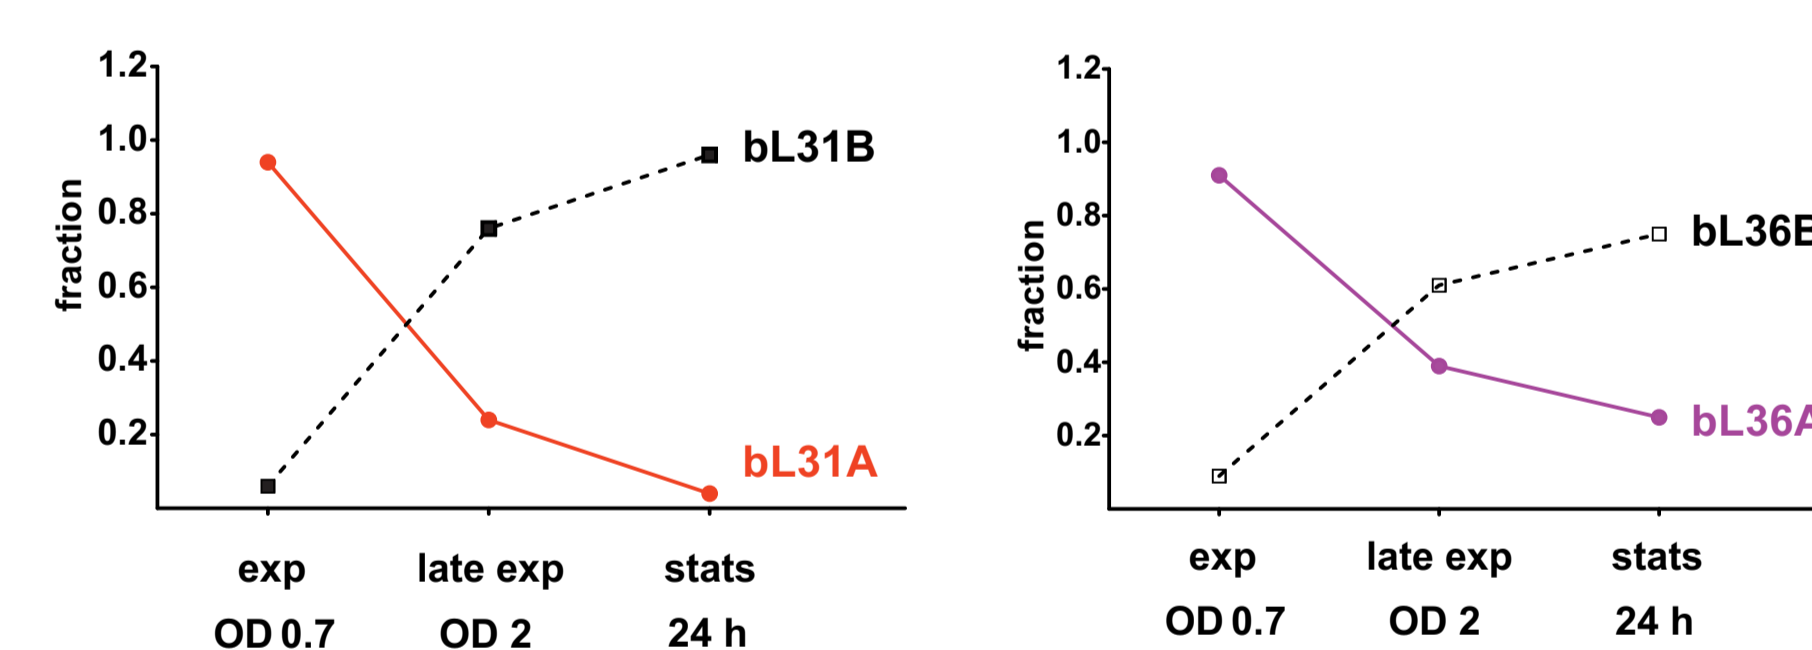 1.2
1.0
0.8
0.6
0.4
0.2
fraction
bL31B
bL31A
exp late exp stats
OD 0.7 OD 2 24 h
1.2
1.0
0.8
0.6
0.4
0.2
fraction
bL36B
bL36A
exp late exp stats
OD 0.7 OD 2 24 h